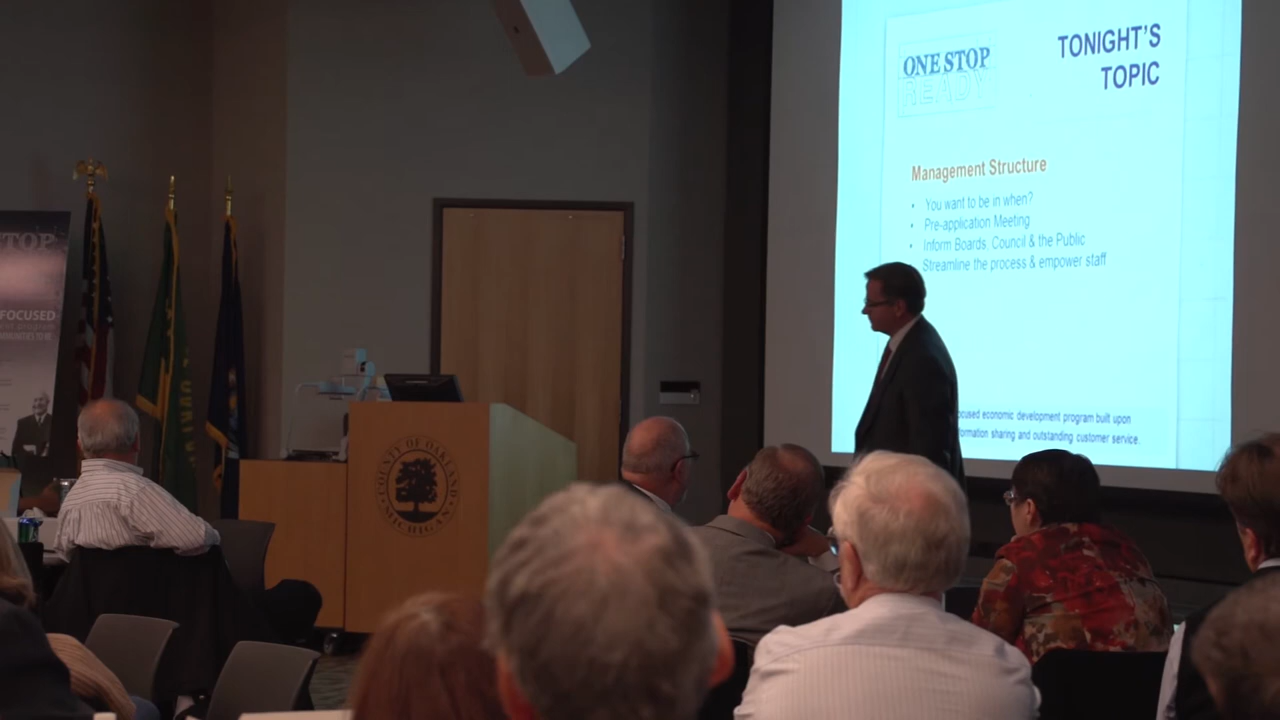 ONE STOP
READY
TONIGHT'S
TOPIC
Management Structure
• You want to be in when?
• Pre-application Meeting
• Inform Boards, Council & the Public
• Streamline the process & empower staff
ocused economic development program built upon
formation sharing and outstanding customer service.
TOP
FOCUSED
COUNTY OF OAKLAND
MICHIGAN